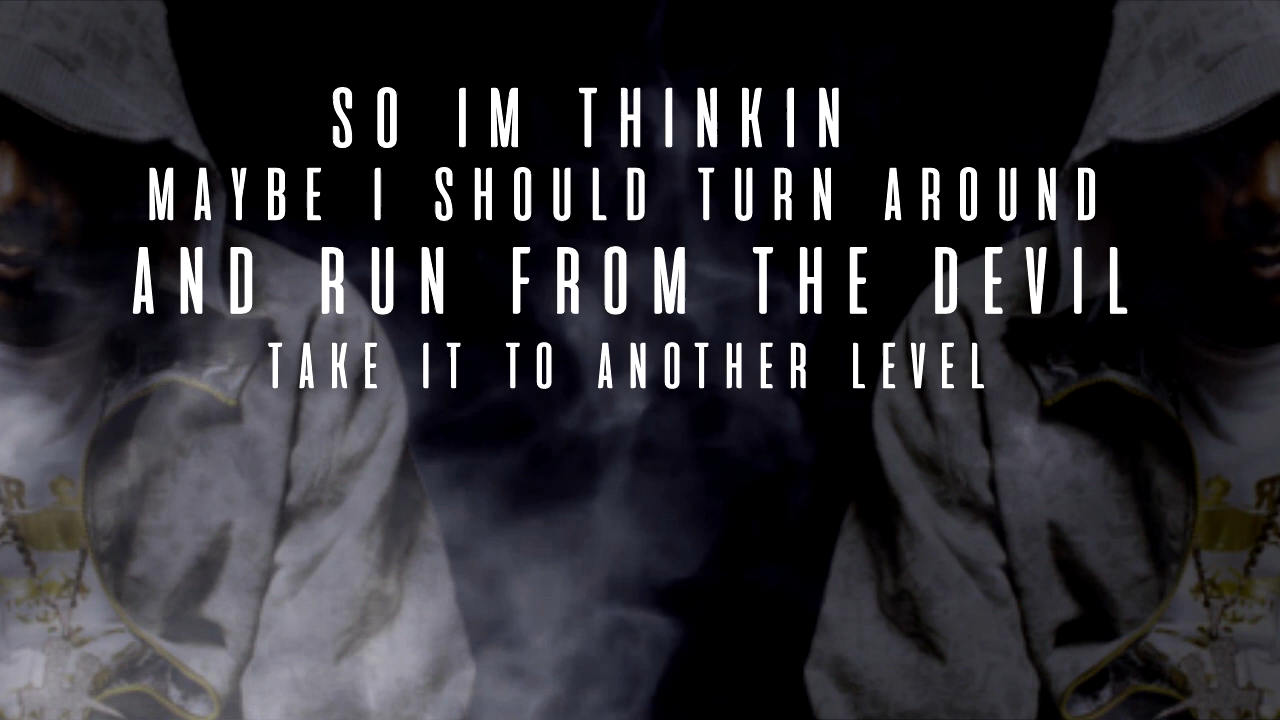 SO IM THINKIN
MAYBE I SHOULD TURN AROUND
AND RUN FROM THE DEVIL
TAKE IT TO ANOTHER LEVEL